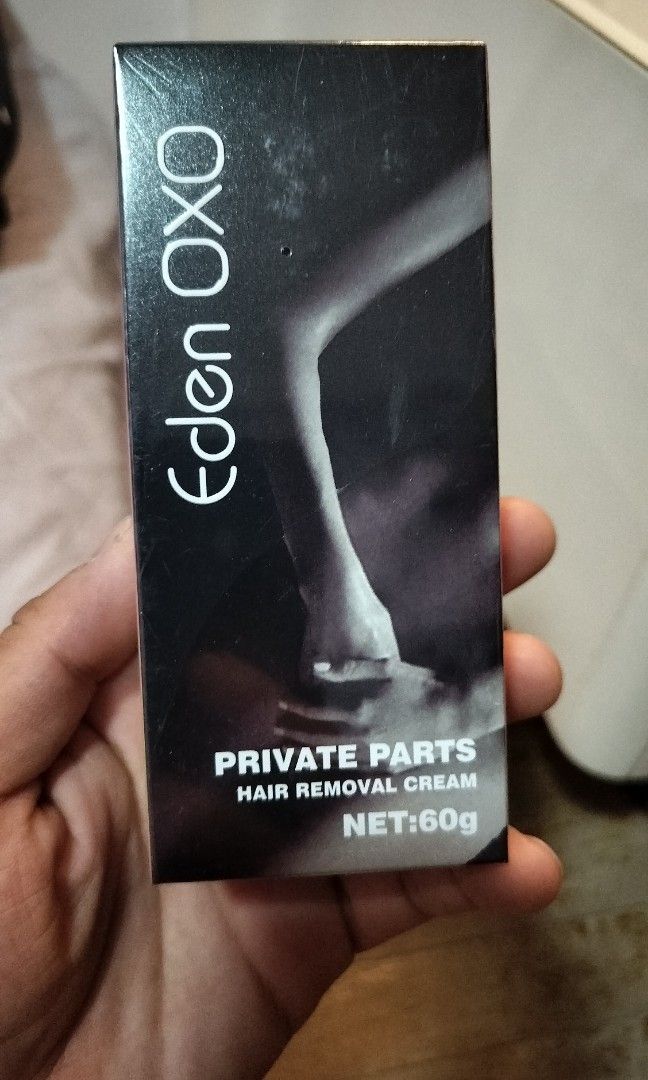 Eden OXO
PRIVATE PARTS
HAIR REMOVAL CREAM
NET:60g